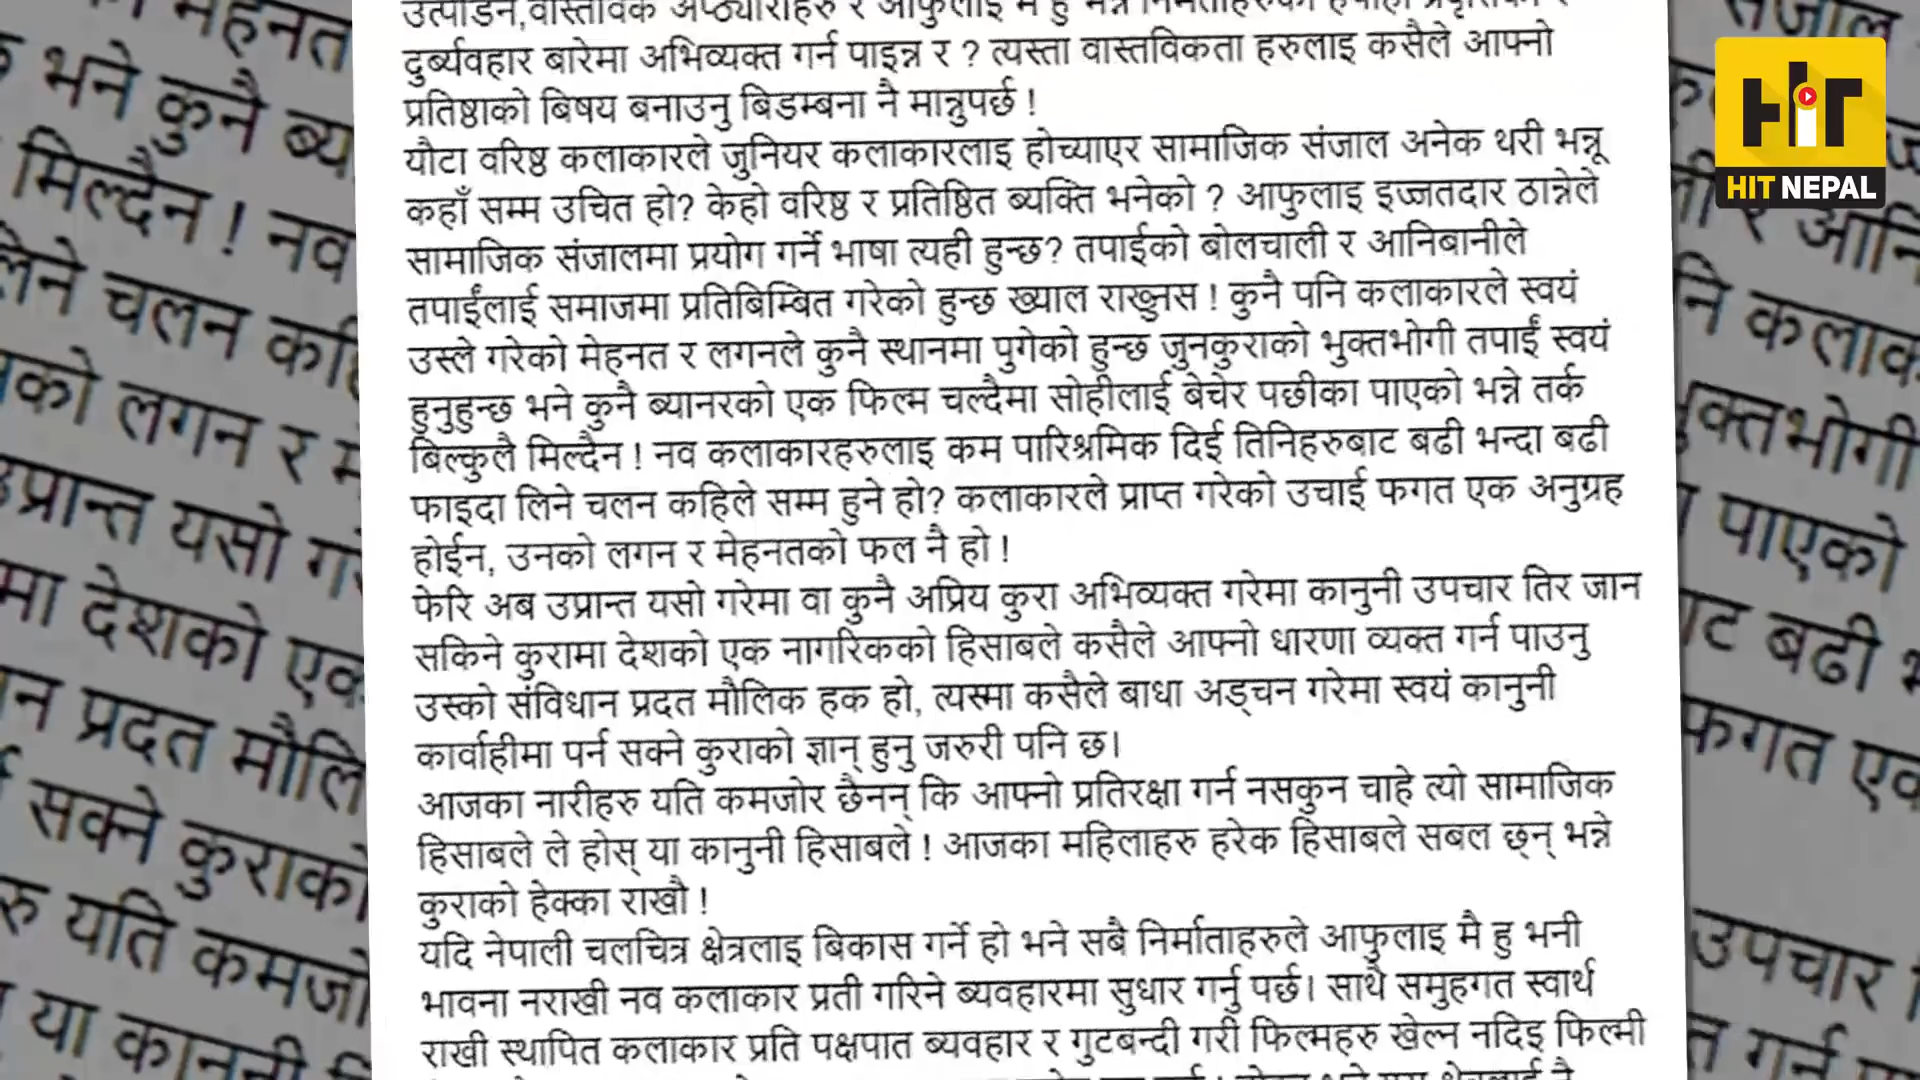 दुर्ब्यवहार बारेमा अभिव्यक्त गर्न पाइन्न र ? त्यस्ता वास्तविकता हरुलाइ कसैले आफ्नो
प्रतिष्ठाको बिषय बनाउनु बिडम्बना नै मान्नुपर्छ !
यौटा वरिष्ठ कलाकारले जुनियर कलाकारलाइ होच्याएर सामाजिक संजाल अनेक थरी भन्नू
कहाँ सम्म उचित हो? केहो वरिष्ठ र प्रतिष्ठित ब्यक्ति भनेको ? आफुलाइ इज्जतदार ठान्नेले
सामाजिक संजालमा प्रयोग गर्ने भाषा त्यही हुन्छ? तपाईको बोलचाली र आनिबानीले
तपाईंलाई समाजमा प्रतिबिम्बित गरेको हुन्छ ख्याल राख्नुस ! कुनै पनि कलाकारले स्वयं
उस्ले गरेको मेहनत र लगनले कुनै स्थानमा पुगेको हुन्छ जुनकुराको भुक्तभोगी तपाईं स्वयं
हुनुहुन्छ भने कुनै ब्यानरको एक फिल्म चल्दैमा सोहीलाई बेचेर पछीका पाएको भन्ने तर्क
बिल्कुलै मिल्दैन ! नव कलाकारहरुलाइ कम पारिश्रमिक दिई तिनिहरुबाट बढी भन्दा बढी
फाइदा लिने चलन कहिले सम्म हुने हो? कलाकारले प्राप्त गरेको उचाई फगत एक अनुग्रह
होईन, उनको लगन र मेहनतको फल नै हो !
फेरि अब उप्रान्त यसो गरेमा वा कुनै अप्रिय कुरा अभिव्यक्त गरेमा कानुनी उपचार तिर जान
सकिने कुरामा देशको एक नागरिकको हिसाबले कसैले आफ्नो धारणा व्यक्त गर्न पाउनु
उस्को संविधान प्रदत मौलिक हक हो, त्यस्मा कसैले बाधा अड्चन गरेमा स्वयं कानुनी
कार्वाहीमा पर्न सक्ने कुराको ज्ञान् हुनु जरुरी पनि छ।
आजका नारीहरु यति कमजोर छैनन् कि आफ्नो प्रतिरक्षा गर्न नसकुन चाहे त्यो सामाजिक
हिसाबले ले होस् या कानुनी हिसाबले ! आजका महिलाहरु हरेक हिसाबले सबल छ्न् भन्ने
कुराको हेक्का राखौ !
यदि नेपाली चलचित्र क्षेत्रलाइ बिकास गर्ने हो भने सबै निर्माताहरुले आफुलाइ मै हु भनी
भावना नराखी नव कलाकार प्रती गरिने ब्यवहारमा सुधार गर्नु पर्छ। साथै समुहगत स्वार्थ
राखी स्थापित कलाकार प्रति पक्षपात ब्यवहार र गुटबन्दी गरी फिल्महरु खेल्न नदिइ फिल्मी
HIT
HIT NEPAL